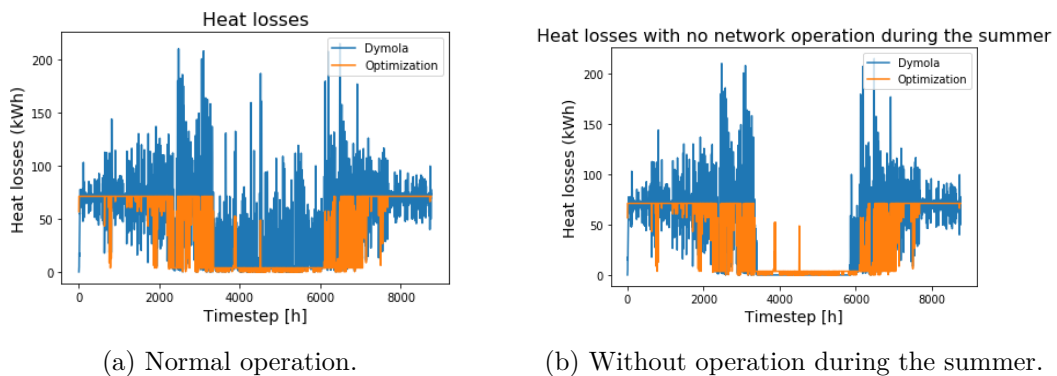 Heat losses
Dymola
Optimization
200
150
100
50
0
Heat losses (kWh)
0 2000 4000 6000 8000
Timestep [h]
(a) Normal operation.
Heat losses with no network operation during the summer
Dymola
Optimization
200
150
100
50
0
Heat losses (kWh)
0 2000 4000 6000 8000
Timestep [h]
(b) Without operation during the summer.